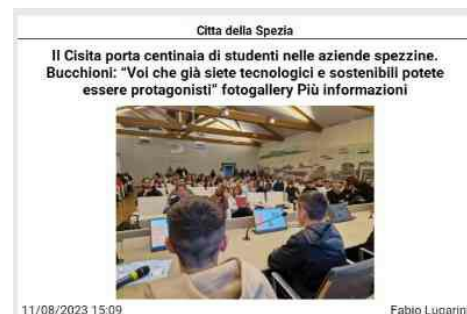 Citta della Spezia
Il Cisita porta centinaia di studenti nelle aziende spezzine.
Bucchioni: “Voi che già siete tecnologici e sostenibili potete
essere protagonisti” fotogallery Più informazioni
11/08/2023 15:09
Fabio Lugarini